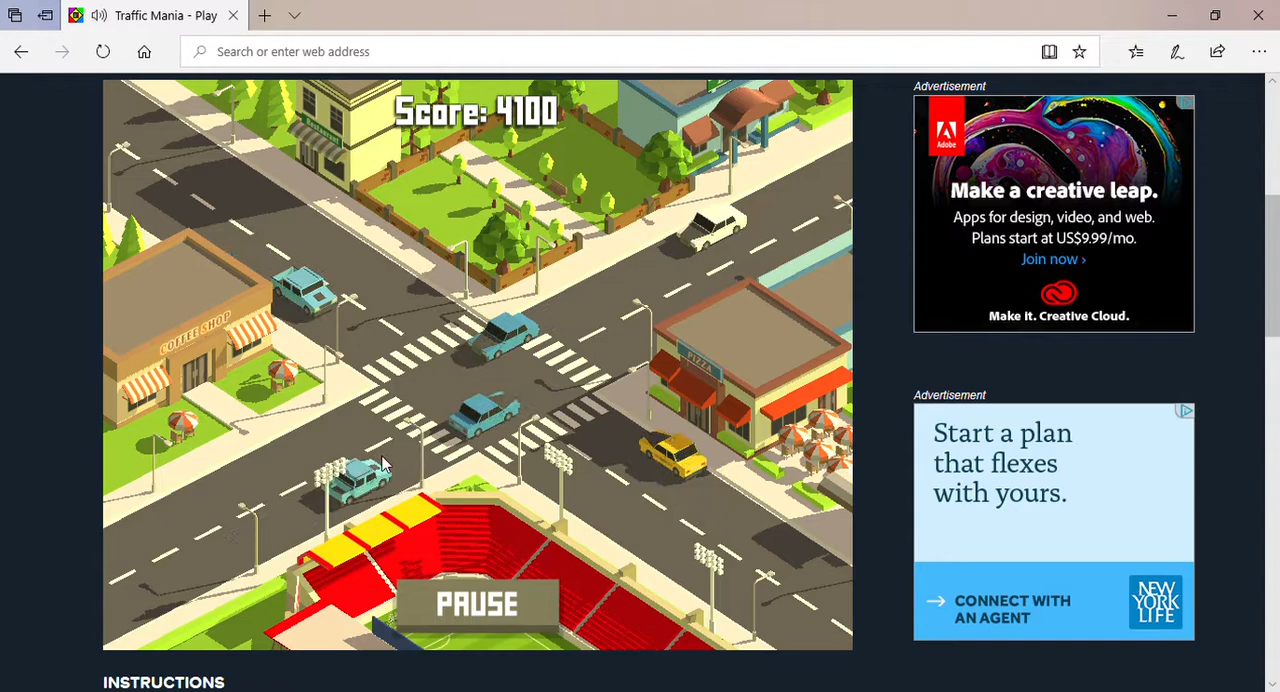 Traffic Mania - Play
Search or enter web address
Score: 4100
Restaurant
COFFEE SHOP
PIZZA
PAUSE
INSTRUCTIONS
Advertisement
Adobe
Make a creative leap.
Apps for design, video, and web.
Plans start at US$9.99/mo.
Join now ›
Make it. Creative Cloud.
Advertisement
Start a plan
that flexes
with yours.
→ CONNECT WITH
AN AGENT
NEW
YORK
LIFE